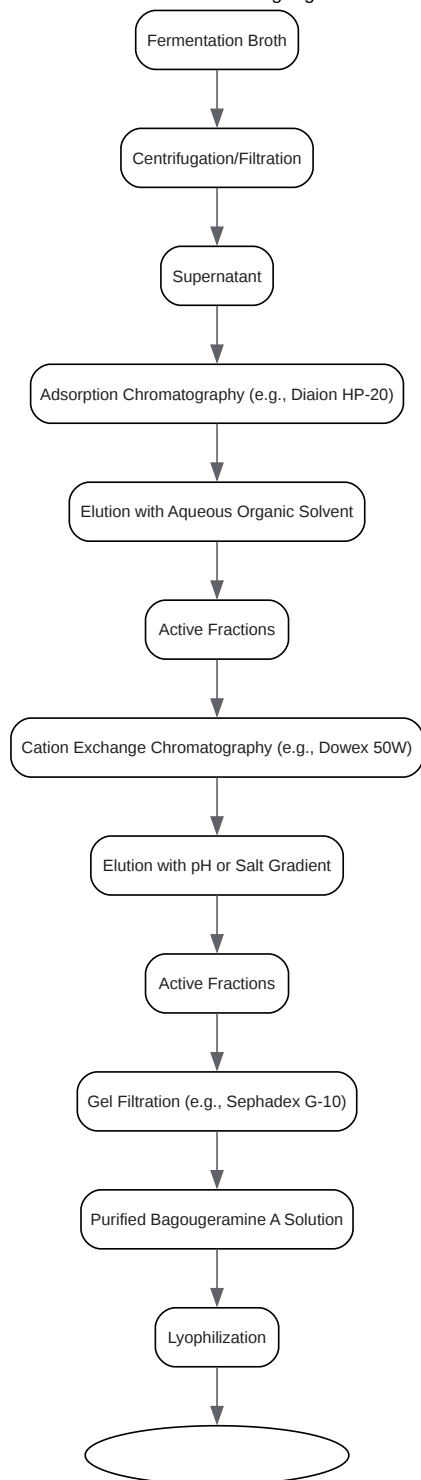 Fermentation Broth
Centrifugation/Filtration
Supernatant
Adsorption Chromatography (e.g., Diaion HP-20)
Elution with Aqueous Organic Solvent
Active Fractions
Cation Exchange Chromatography (e.g., Dowex 50W)
Elution with pH or Salt Gradient
Active Fractions
Gel Filtration (e.g., Sephadex G-10)
Purified Bagougeramine A Solution
Lyophilization